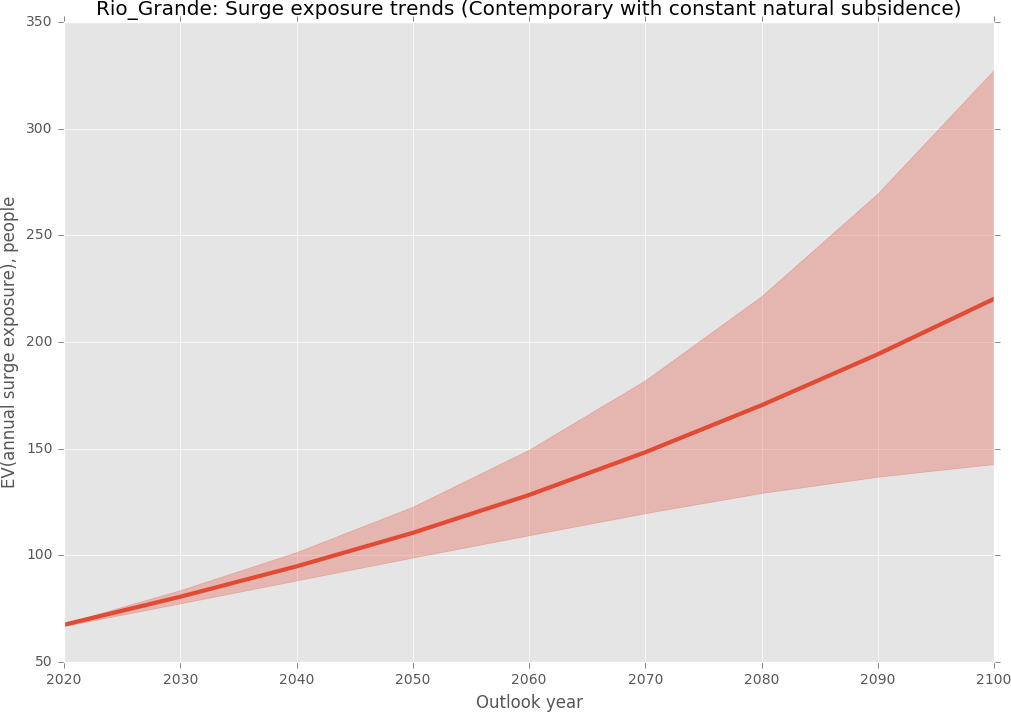 Rio_Grande: Surge exposure trends (Contemporary with constant natural subsidence)
EV(annual surge exposure), people
350
300
250
200
150
100
50
2020 2030 2040 2050 2060 2070 2080 2090 2100
Outlook year